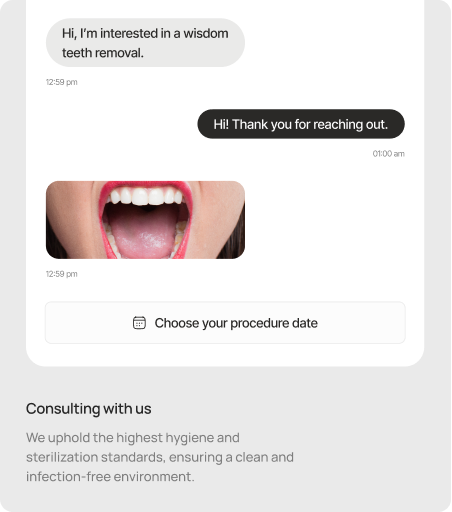 Hi, I’m interested in a wisdom
teeth removal.
12:59 pm
Hi! Thank you for reaching out.
01:00 am
12:59 pm
Choose your procedure date
Consulting with us
We uphold the highest hygiene and
sterilization standards, ensuring a clean and
infection-free environment.